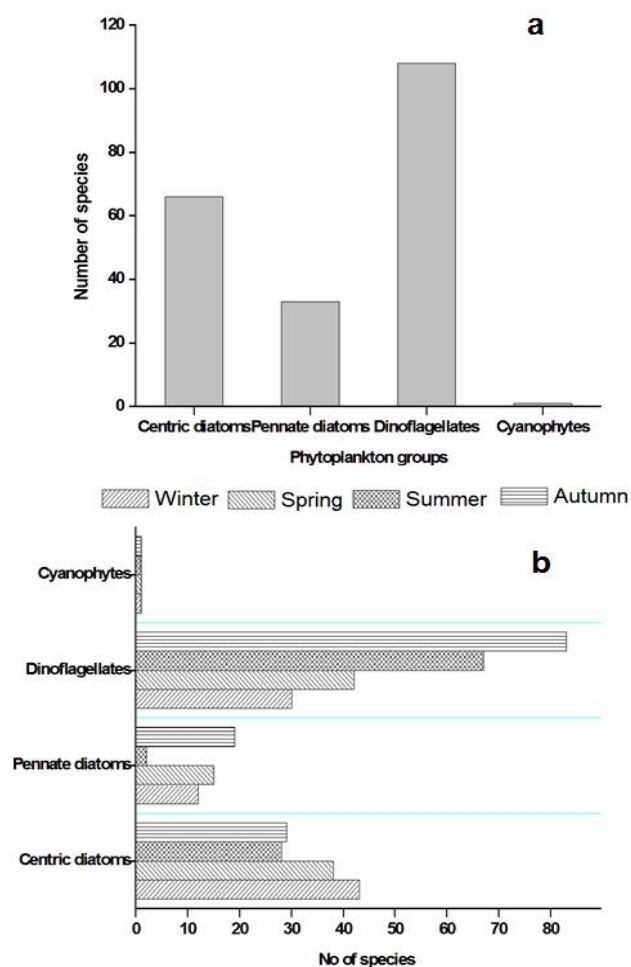 a
120
100
80
60
40
20
0
Number of species
Centric diatoms Pennate diatoms Dinoflagellates Cyanophytes
Phytoplankton groups
Winter Spring Summer Autumn
b
Cyanophytes
Dinoflagellates
Pennate diatoms
Centric diatoms
0 10 20 30 40 50 60 70 80
No of species